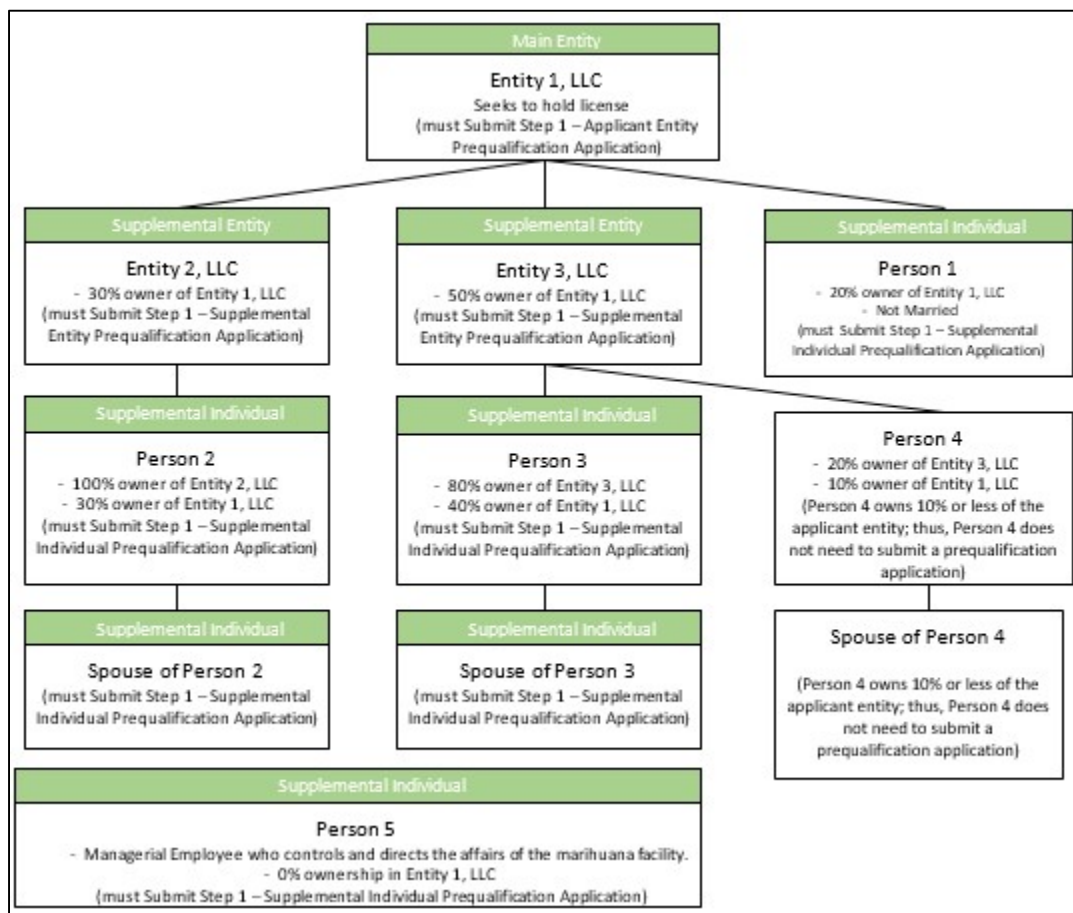 Main Entity
Entity 1, LLC
Seeks to hold license
(must Submit Step 1 – Applicant Entity
Prequalification Application)
Supplemental Entity
Entity 2, LLC
- 30% owner of Entity 1, LLC
(must Submit Step 1 – Supplemental
Entity Prequalification Application)
Supplemental Entity
Entity 3, LLC
- 50% owner of Entity 1, LLC
(must Submit Step 1 – Supplemental
Entity Prequalification Application)
Supplemental Individual
Person 1
- 20% owner of Entity 1, LLC
- Not Married
(must Submit Step 1 – Supplemental
Individual Prequalification Application)
Supplemental Individual
Person 2
- 100% owner of Entity 2, LLC
- 30% owner of Entity 1, LLC
(must Submit Step 1 – Supplemental
Individual Prequalification Application)
Supplemental Individual
Person 3
- 80% owner of Entity 3, LLC
- 40% owner of Entity 1, LLC
(must Submit Step 1 – Supplemental
Individual Prequalification Application)
Person 4
- 20% owner of Entity 3, LLC
- 10% owner of Entity 1, LLC
(Person 4 owns 10% or less of
the applicant entity; thus, Person 4 does
not need to submit a prequalification
application)
Supplemental Individual
Spouse of Person 2
(must Submit Step 1 – Supplemental
Individual Prequalification Application)
Supplemental Individual
Spouse of Person 3
(must Submit Step 1 – Supplemental
Individual Prequalification Application)
Spouse of Person 4
(Person 4 owns 10% or less of the
applicant entity; thus, Person 4 does
not need to submit a
prequalification application)
Supplemental Individual
Person 5
- Managerial Employee who controls and directs the affairs of the marihuana facility.
- 0% ownership in Entity 1, LLC
(must Submit Step 1 – Supplemental Individual Prequalification Application)